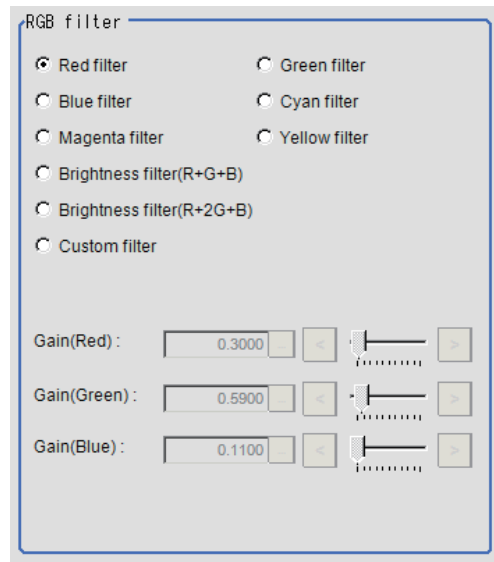 RGB filter
Red filter Green filter
Blue filter Cyan filter
Magenta filter Yellow filter
Brightness filter(R+G+B)
Brightness filter(R+2G+B)
Custom filter
Gain(Red) : 0.3000 ... < >
Gain(Green) : 0.5900 ... < >
Gain(Blue) : 0.1100 ... < >